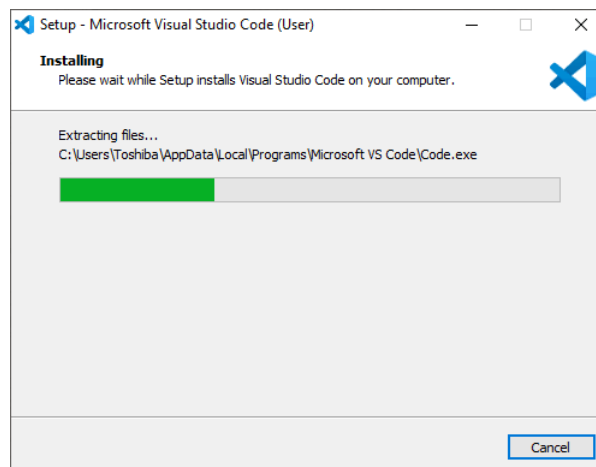 Setup - Microsoft Visual Studio Code (User)
Installing
Please wait while Setup installs Visual Studio Code on your computer.
Extracting files...
C:\Users\Toshiba\AppData\Local\Programs\Microsoft VS Code\Code.exe
Cancel